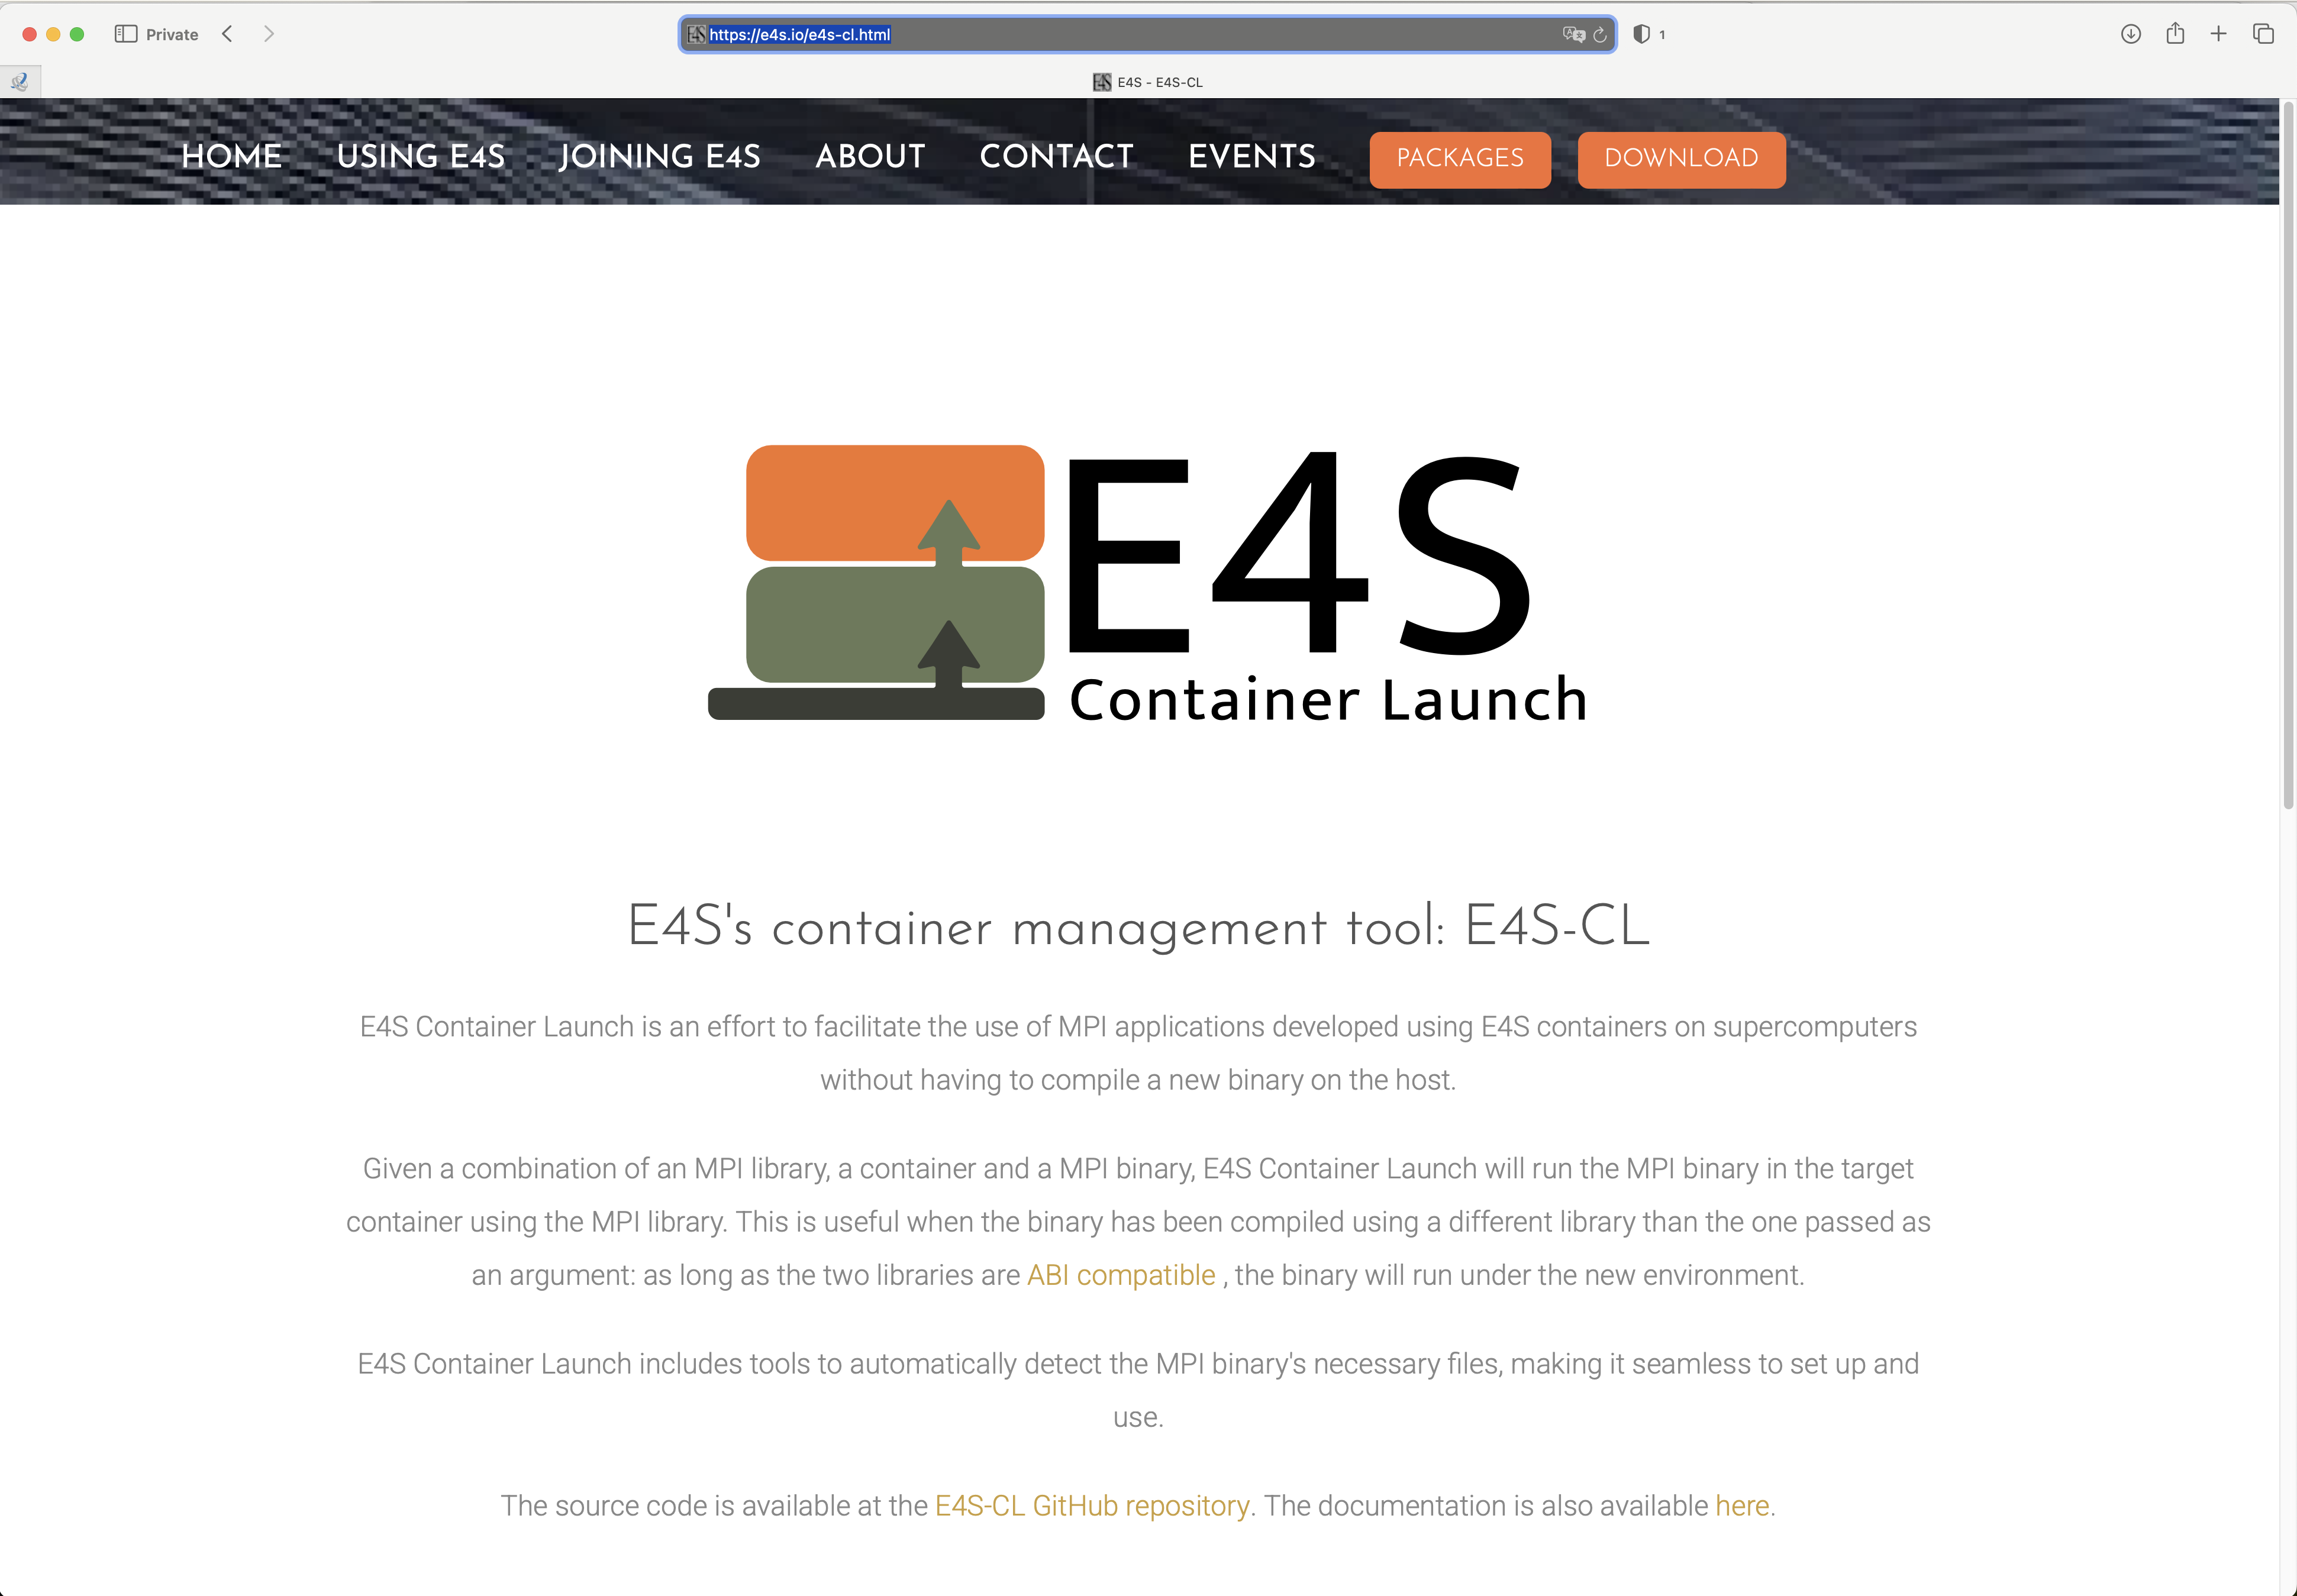 Private
https://e4s.io/e4s-cl.html
1
E4S - E4S-CL
HOME USING E4S JOINING E4S ABOUT CONTACT EVENTS PACKAGES DOWNLOAD
E4S
Container Launch
E4S's container management tool: E4S-CL
E4S Container Launch is an effort to facilitate the use of MPI applications developed using E4S containers on supercomputers
without having to compile a new binary on the host.
Given a combination of an MPI library, a container and a MPI binary, E4S Container Launch will run the MPI binary in the target
container using the MPI library. This is useful when the binary has been compiled using a different library than the one passed as
an argument: as long as the two libraries are ABI compatible , the binary will run under the new environment.
E4S Container Launch includes tools to automatically detect the MPI binary's necessary files, making it seamless to set up and
use.
The source code is available at the E4S-CL GitHub repository. The documentation is also available here.